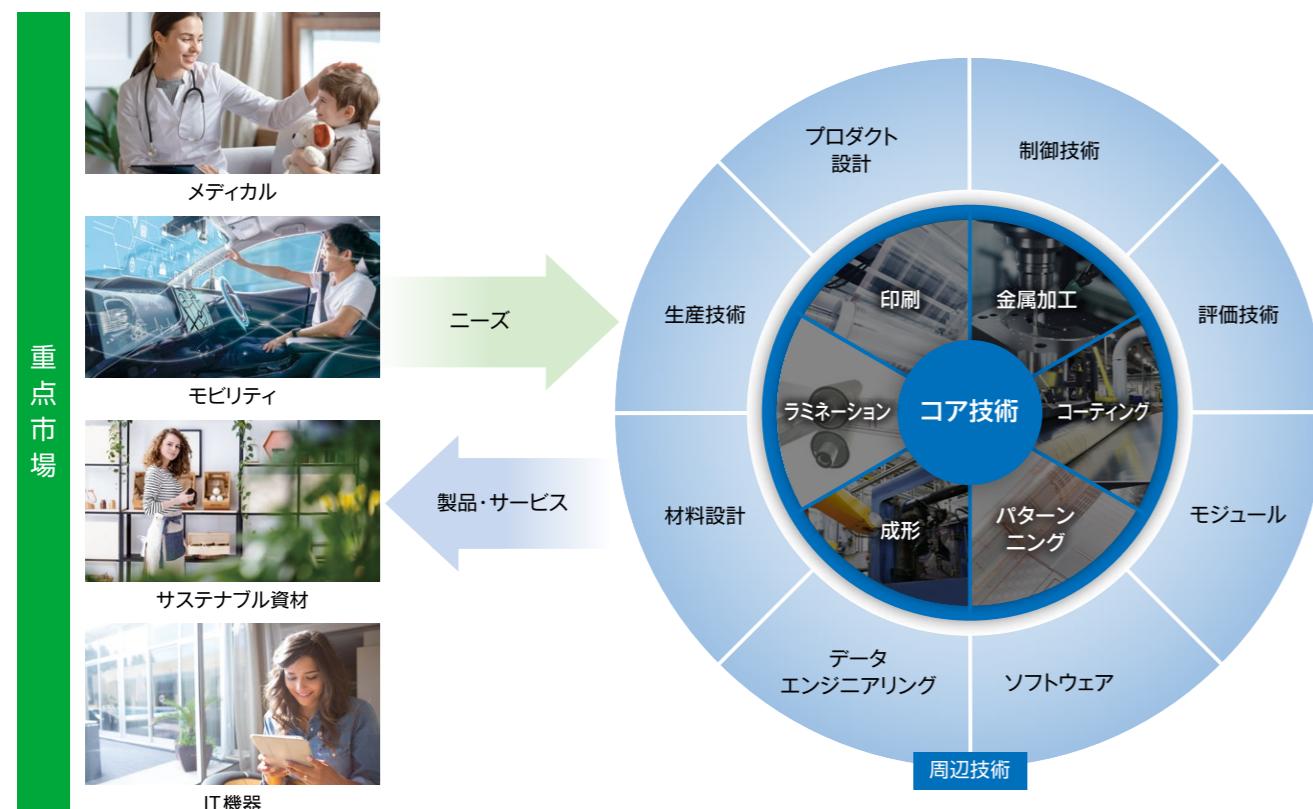 重点市場
メディカル
モビリティ
サステナブル資材
IT機器
ニーズ
製品・サービス
プロダクト
設計
制御技術
評価技術
モジュール
ソフトウェア
データ
エンジニアリング
材料設計
生産技術
印刷
金属加工
コーティング
パターン
ニング
成形
ラミネーション
コア技術
周辺技術